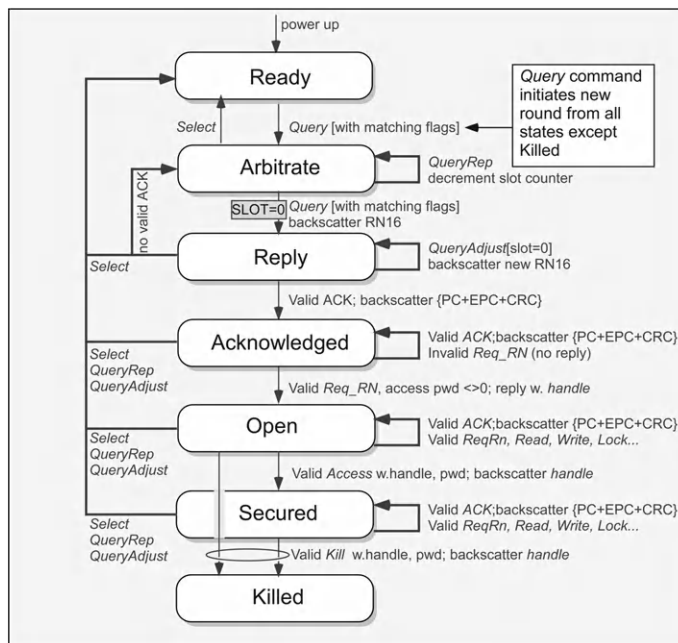 power up
Ready
Query command
initiates new
round from all
states except
Killed
Select
Query [with matching flags]
Arbitrate
QueryRep
decrement slot counter
no valid ACK
SLOT=0
Query [with matching flags]
backscatter RN16
Reply
QueryAdjust[slot=0]
backscatter new RN16
Select
Valid ACK; backscatter {PC+EPC+CRC}
Acknowledged
Valid ACK;backscatter {PC+EPC+CRC}
Invalid Req_RN (no reply)
Select
QueryRep
QueryAdjust
Valid Req_RN, access pwd <>0; reply w. handle
Open
Valid ACK;backscatter {PC+EPC+CRC}
Valid ReqRn, Read, Write, Lock...
Select
QueryRep
QueryAdjust
Valid Access w.handle, pwd; backscatter handle
Secured
Valid ACK;backscatter {PC+EPC+CRC}
Valid ReqRn, Read, Write, Lock...
Select
QueryRep
QueryAdjust
Valid Kill w.handle, pwd; backscatter handle
Killed